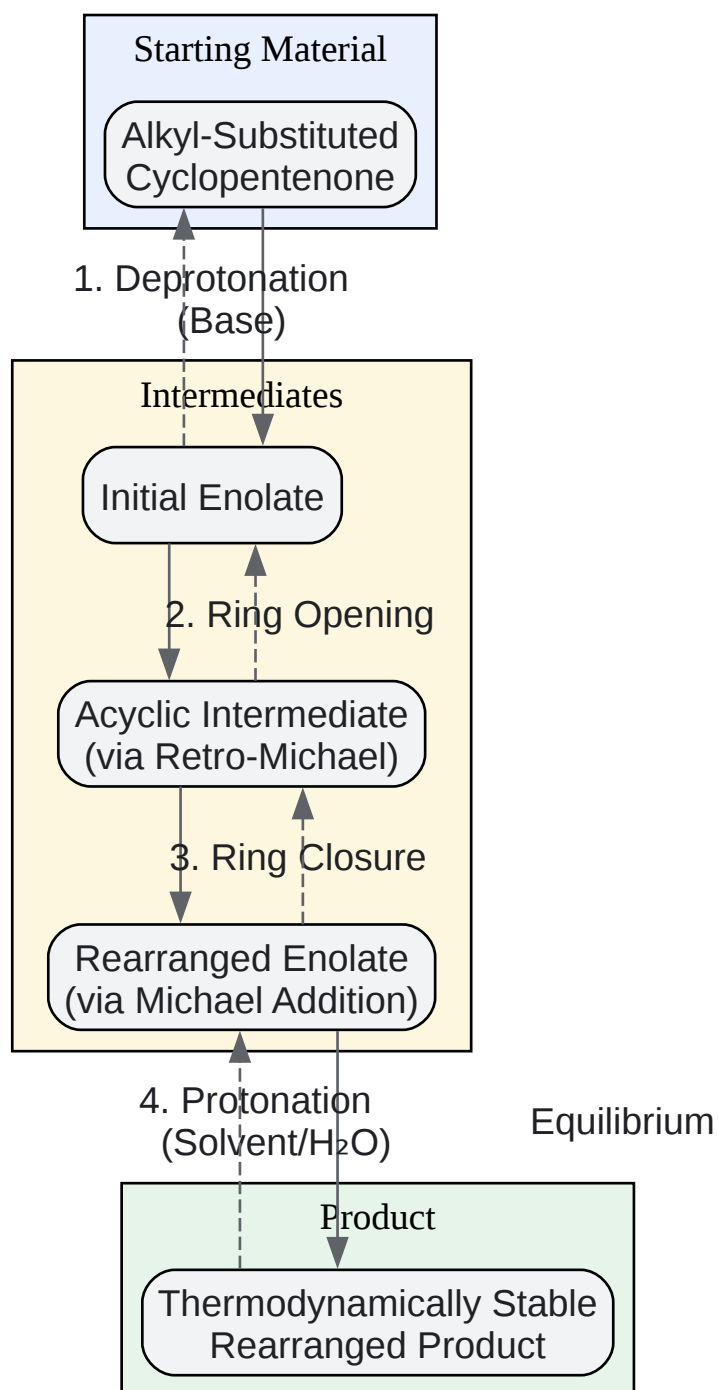 Starting Material
Alkyl-Substituted
Cyclopentenone
1. Deprotonation
(Base)
Intermediates
Initial Enolate
2. Ring Opening
Acyclic Intermediate
(via Retro-Michael)
3. Ring Closure
Rearranged Enolate
(via Michael Addition)
4. Protonation
(Solvent/H₂O)
Equilibrium
Product
Thermodynamically Stable
Rearranged Product